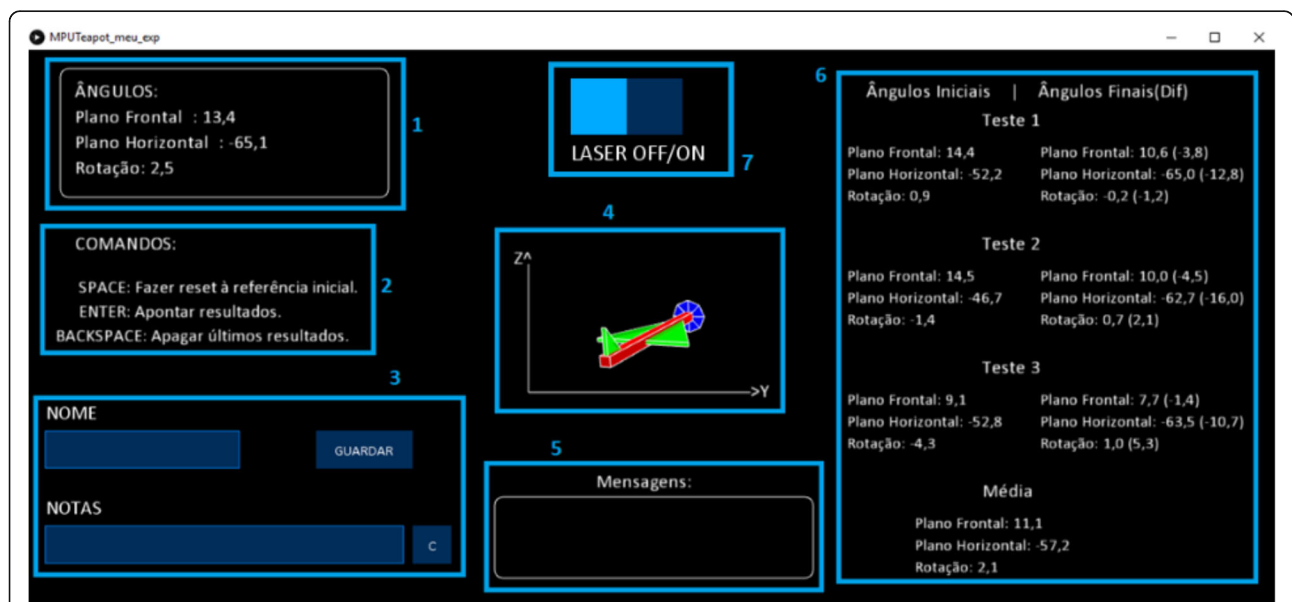 MPUTeapot_meu_exp
ÂNGULOS:
Plano Frontal : 13,4
Plano Horizontal : -65,1
Rotação: 2,5
1
COMANDOS:
SPACE: Fazer reset à referência inicial.
ENTER: Apontar resultados.
BACKSPACE: Apagar últimos resultados.
2
3
NOME
GUARDAR
NOTAS
C
LASER OFF/ON
7
4
Z^
>Y
5
Mensagens:
6
Ângulos Iniciais | Ângulos Finais(Dif)
Teste 1
Plano Frontal: 14,4 Plano Frontal: 10,6 (-3,8)
Plano Horizontal: -52,2 Plano Horizontal: -65,0 (-12,8)
Rotação: 0,9 Rotação: -0,2 (-1,2)
Teste 2
Plano Frontal: 14,5 Plano Frontal: 10,0 (-4,5)
Plano Horizontal: -46,7 Plano Horizontal: -62,7 (-16,0)
Rotação: -1,4 Rotação: 0,7 (2,1)
Teste 3
Plano Frontal: 9,1 Plano Frontal: 7,7 (-1,4)
Plano Horizontal: -52,8 Plano Horizontal: -63,5 (-10,7)
Rotação: -4,3 Rotação: 1,0 (5,3)
Média
Plano Frontal: 11,1
Plano Horizontal: -57,2
Rotação: 2,1